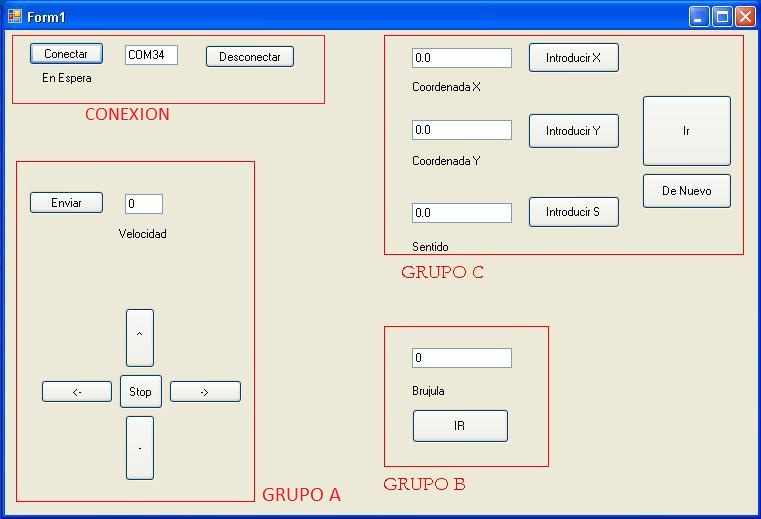 Form1
Conectar
COM34
Desconectar
En Espera
CONEXION
0.0
Introducir X
Coordenada X
0.0
Introducir Y
Coordenada Y
Ir
De Nuevo
0.0
Introducir S
Sentido
GRUPO C
Enviar
0
Velocidad
^
<-
Stop
->
-
GRUPO A
0
Brujula
IR
GRUPO B